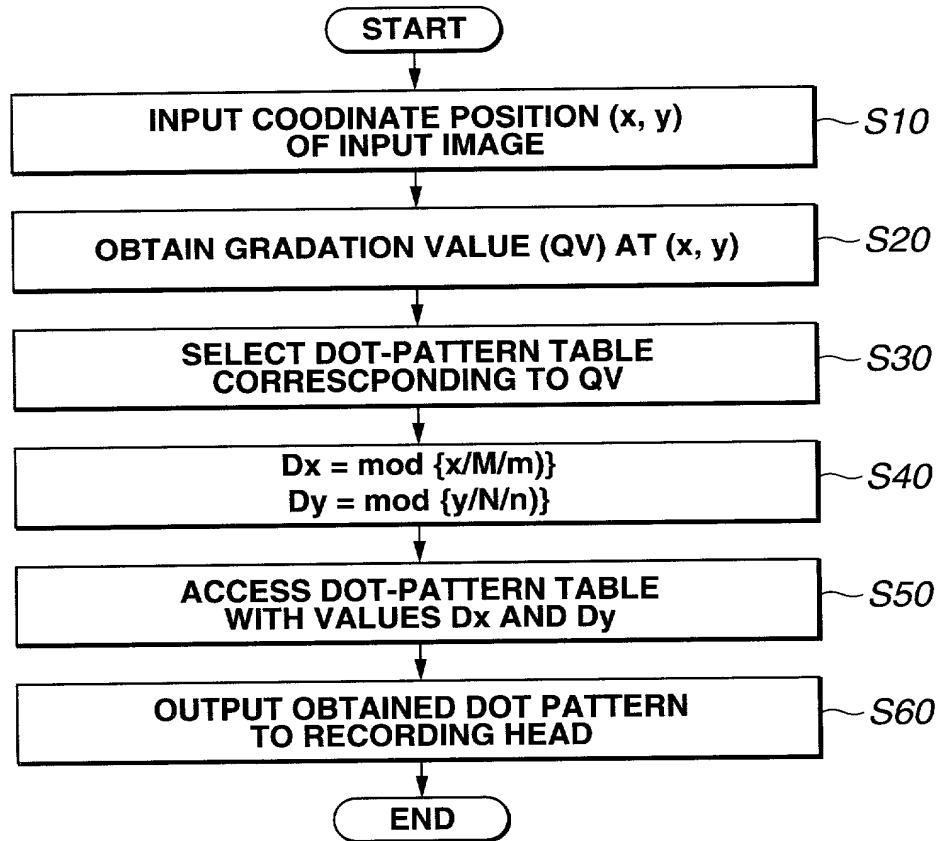 START
INPUT COODINATE POSITION (x, y)
OF INPUT IMAGE
S10
OBTAIN GRADATION VALUE (QV) AT (x, y)
S20
SELECT DOT-PATTERN TABLE
CORRESCPONDING TO QV
S30
Dx = mod {x/M/m)}
Dy = mod {y/N/n)}
S40
ACCESS DOT-PATTERN TABLE
WITH VALUES Dx AND Dy
S50
OUTPUT OBTAINED DOT PATTERN
TO RECORDING HEAD
S60
END